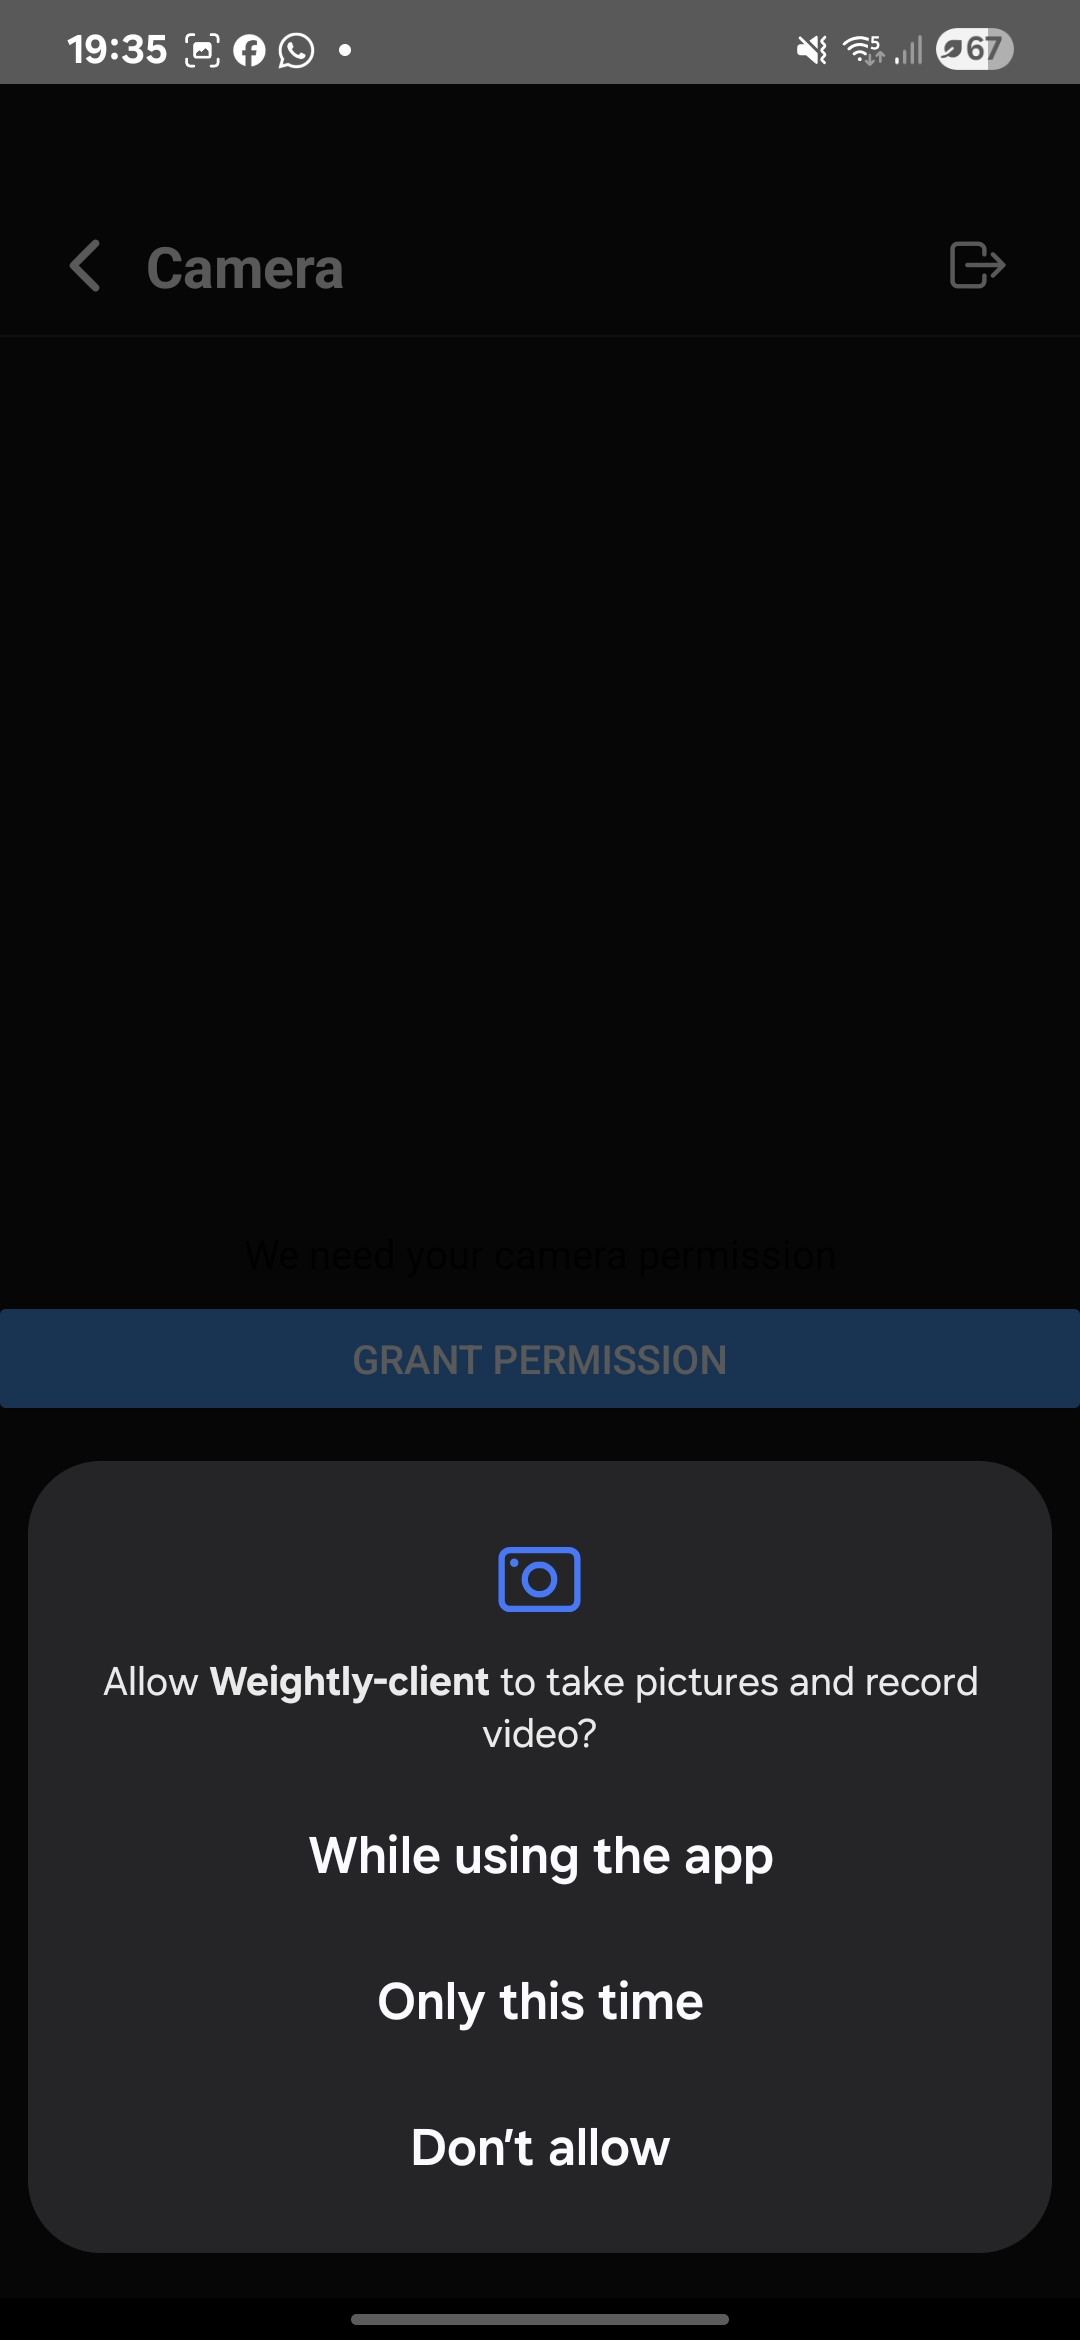 19:35
5
67
Camera
We need your camera permission
GRANT PERMISSION
Allow Weightly-client to take pictures and record
video?
While using the app
Only this time
Don't allow